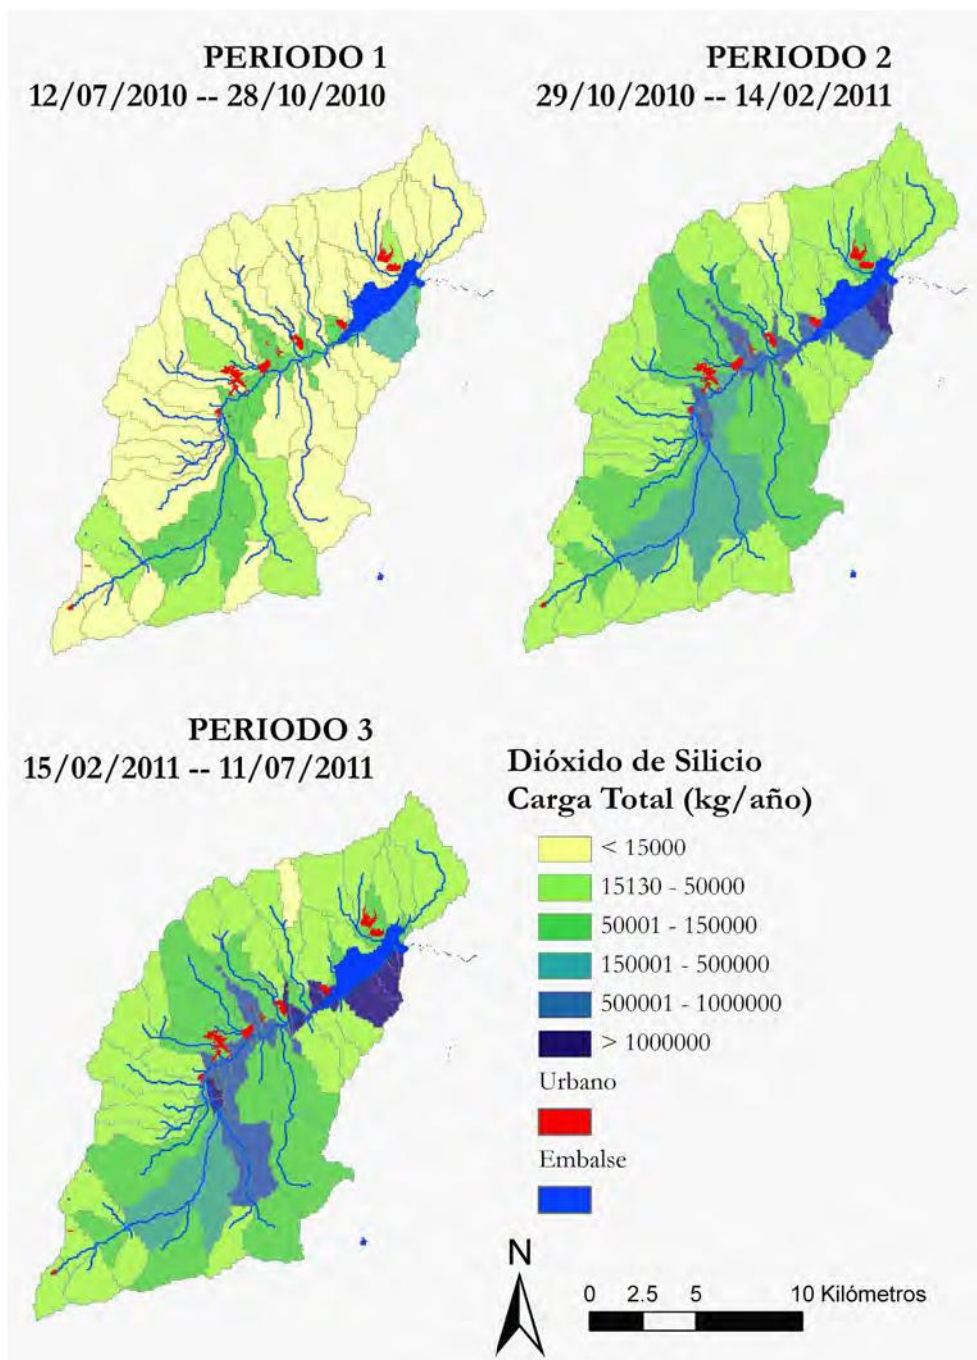 PERIODO 1
12/07/2010 -- 28/10/2010
PERIODO 2
29/10/2010 -- 14/02/2011
PERIODO 3
15/02/2011 -- 11/07/2011
Dióxido de Silicio
Carga Total (kg/año)
< 15000
15130 - 50000
50001 - 150000
150001 - 500000
500001 - 1000000
> 1000000
Urbano
Embalse
N
0 2.5 5 10 Kilómetros